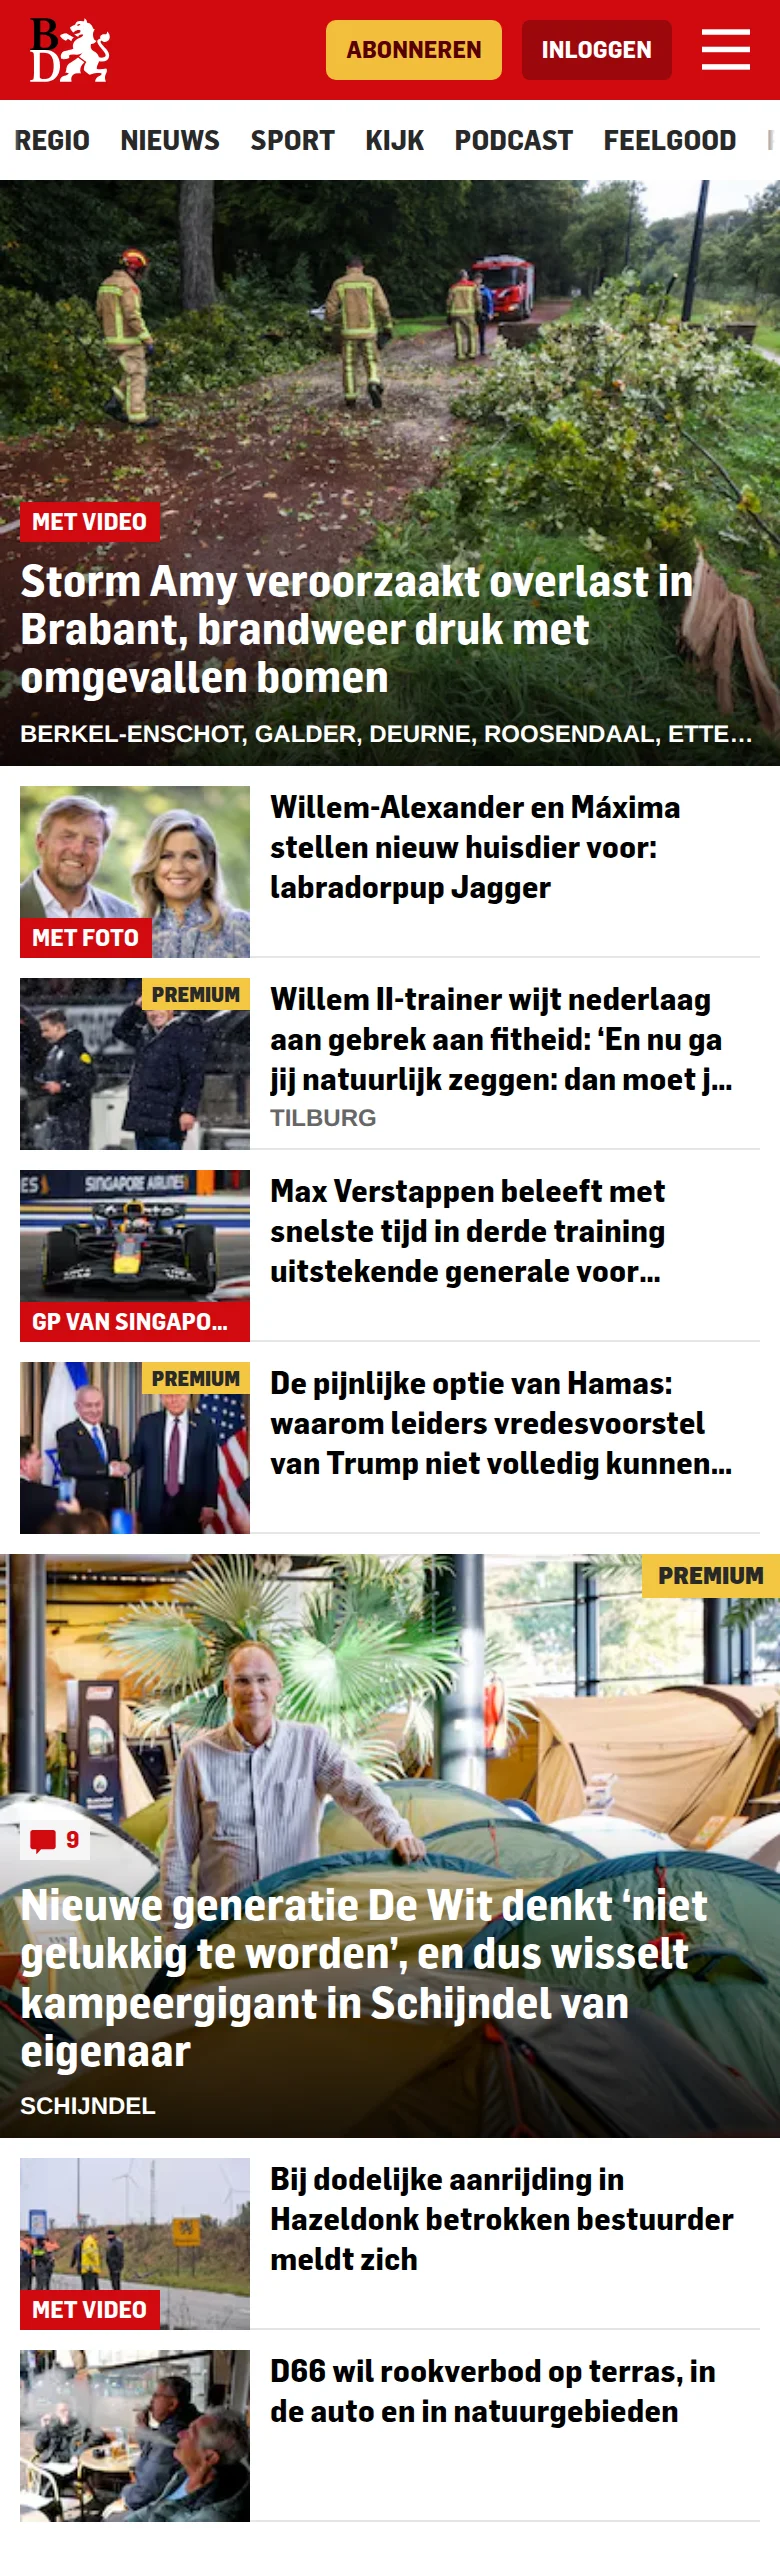 BD
ABONNEREN
INLOGGEN
REGIO NIEUWS SPORT KIJK PODCAST FEELGOOD
MET VIDEO
Storm Amy veroorzaakt overlast in
Brabant, brandweer druk met
omgevallen bomen
BERKEL-ENSCHOT, GALDER, DEURNE, ROOSENDAAL, ETTE…
Willem-Alexander en Máxima
stellen nieuw huisdier voor:
labradorpup Jagger
MET FOTO
PREMIUM
Willem II-trainer wijt nederlaag
aan gebrek aan fitheid: ‘En nu ga
jij natuurlijk zeggen: dan moet j…
TILBURG
SINGAPORE AIRLINES
Max Verstappen beleeft met
snelste tijd in derde training
uitstekende generale voor…
GP VAN SINGAPO…
PREMIUM
De pijnlijke optie van Hamas:
waarom leiders vredesvoorstel
van Trump niet volledig kunnen…
PREMIUM
9
Nieuwe generatie De Wit denkt ‘niet
gelukkig te worden’, en dus wisselt
kampeergigant in Schijndel van
eigenaar
SCHIJNDEL
Bij dodelijke aanrijding in
Hazeldonk betrokken bestuurder
meldt zich
MET VIDEO
D66 wil rookverbod op terras, in
de auto en in natuurgebieden